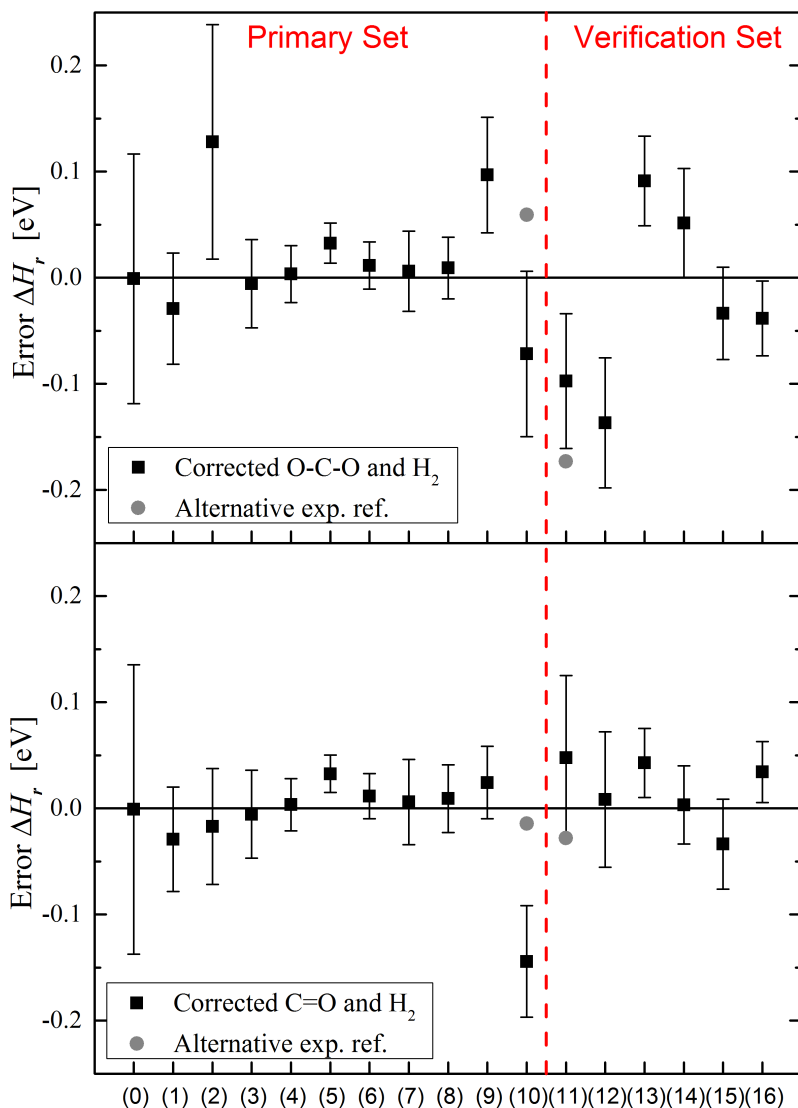 Primary Set
Verification Set
0.2
0.1
0.0
-0.1
-0.2
Error ΔHr [eV]
Corrected O-C-O and H2
Alternative exp. ref.
0.2
0.1
0.0
-0.1
-0.2
Error ΔHr [eV]
Corrected C=O and H2
Alternative exp. ref.
(0) (1) (2) (3) (4) (5) (6) (7) (8) (9) (10) (11) (12) (13) (14) (15) (16)